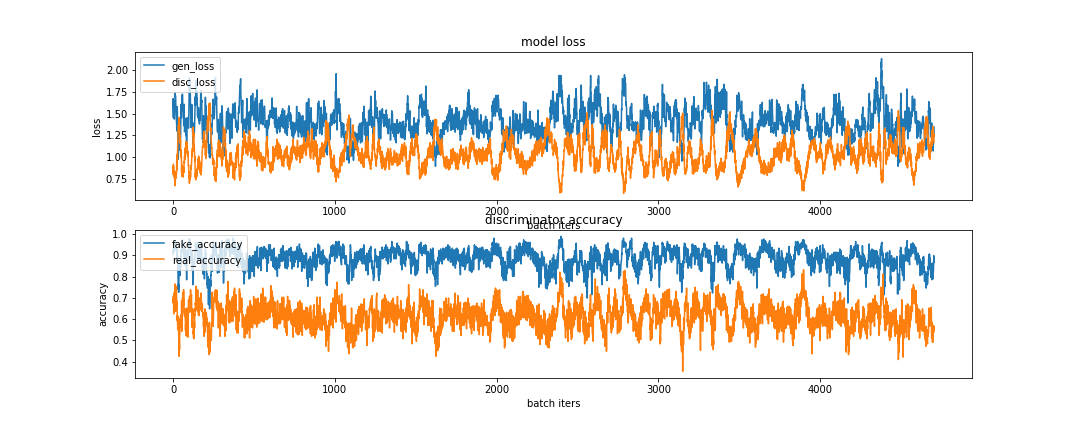 model loss
2.00
1.75
1.50
1.25
1.00
0.75
loss
gen_loss
disc_loss
0
1000
2000
3000
4000
batch iters
discriminator accuracy
1.0
0.9
0.8
0.7
0.6
0.5
0.4
accuracy
fake_accuracy
real_accuracy
0
1000
2000
3000
4000
batch iters